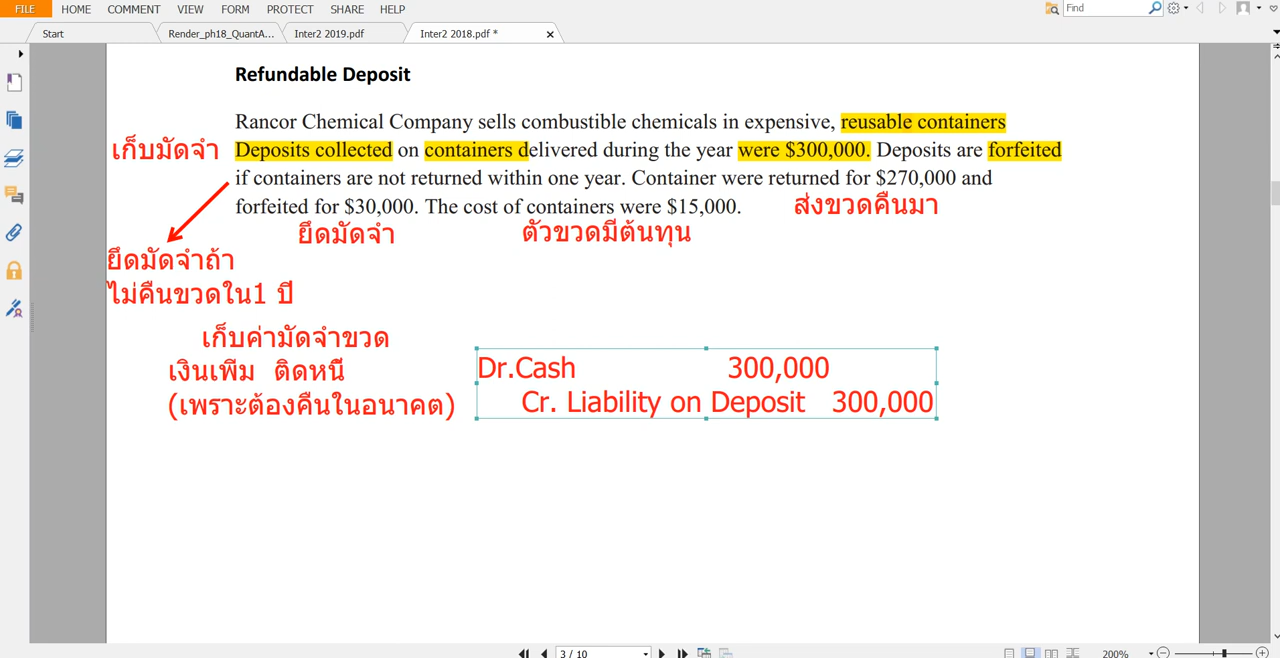 FILE HOME COMMENT VIEW FORM PROTECT SHARE HELP Find
Start Render_ph18_QuantA... Inter2 2019.pdf Inter2 2018.pdf *
Refundable Deposit
Rancor Chemical Company sells combustible chemicals in expensive, reusable containers
เก็บมัดจำ
Deposits collected on containers delivered during the year were $300,000. Deposits are forfeited
if containers are not returned within one year. Container were returned for $270,000 and
forfeited for $30,000. The cost of containers were $15,000.
ส่งขวดคืนมา
ยึดมัดจำ
ตัวขวดมีต้นทุน
ยึดมัดจำถ้า
ไม่คืนขวดใน1 ปี
เก็บค่ามัดจำขวด
เงินเพิ่ม ติดหนี้
(เพราะต้องคืนในอนาคต)
Dr.Cash 300,000
Cr. Liability on Deposit 300,000
3 / 10 200%